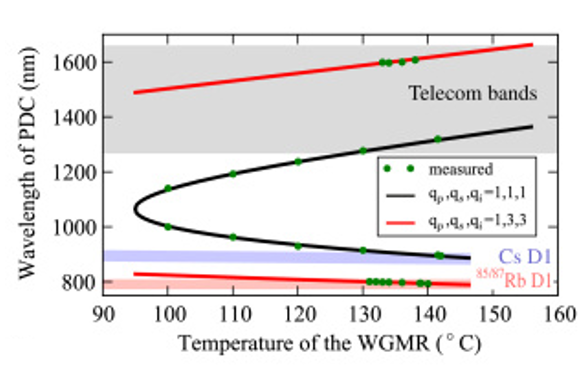 Wavelength of PDC (nm)
1600
1400
1200
1000
800
Telecom bands
measured
qp,qs,qi=1,1,1
qp,qs,qi=1,3,3
Cs D1
85/87Rb D1
90 100 110 120 130 140 150 160
Temperature of the WGMR (°C)